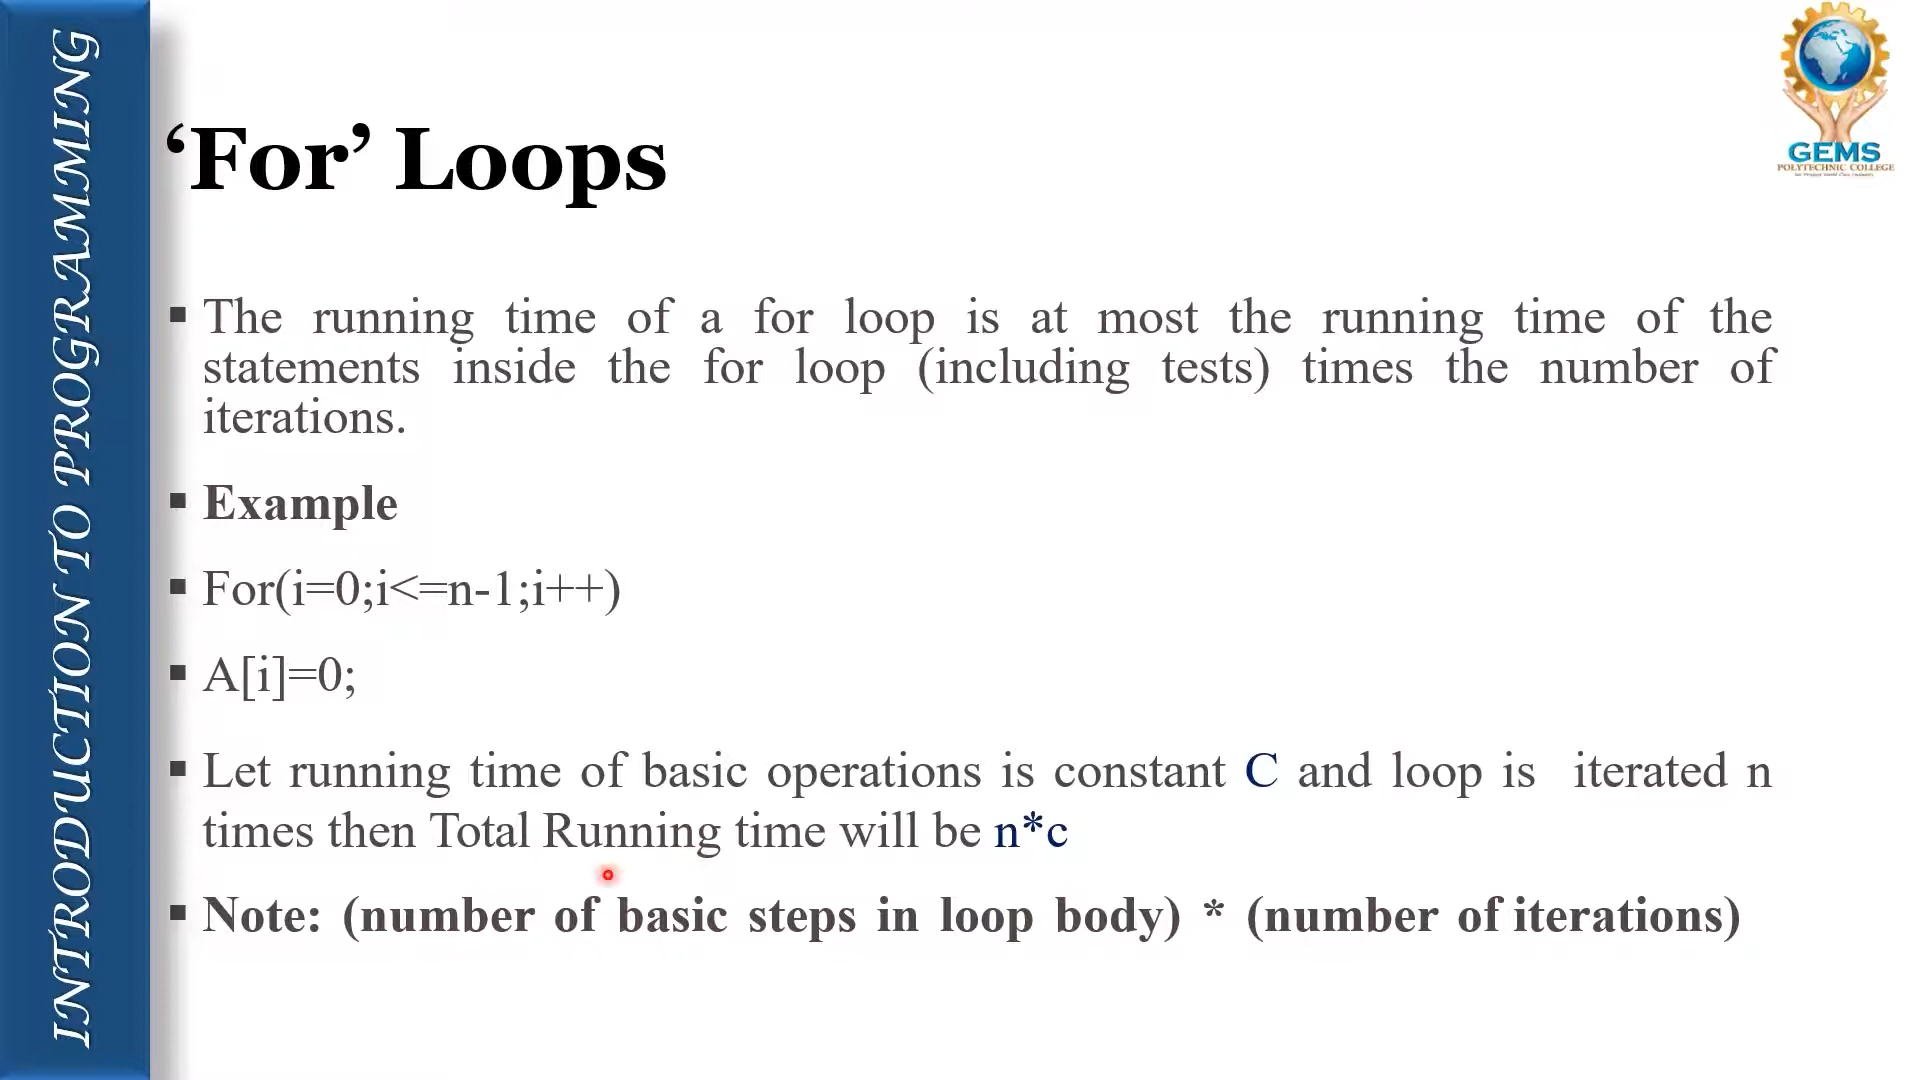 INTRODUCTION TO PROGRAMMING
‘For’ Loops
GEMS
POLYTECHNIC COLLEGE
▪ The running time of a for loop is at most the running time of the
statements inside the for loop (including tests) times the number of
iterations.
▪ Example
▪ For(i=0;i<=n-1;i++)
▪ A[i]=0;
▪ Let running time of basic operations is constant C and loop is iterated n
times then Total Running time will be n*c
▪ Note: (number of basic steps in loop body) * (number of iterations)